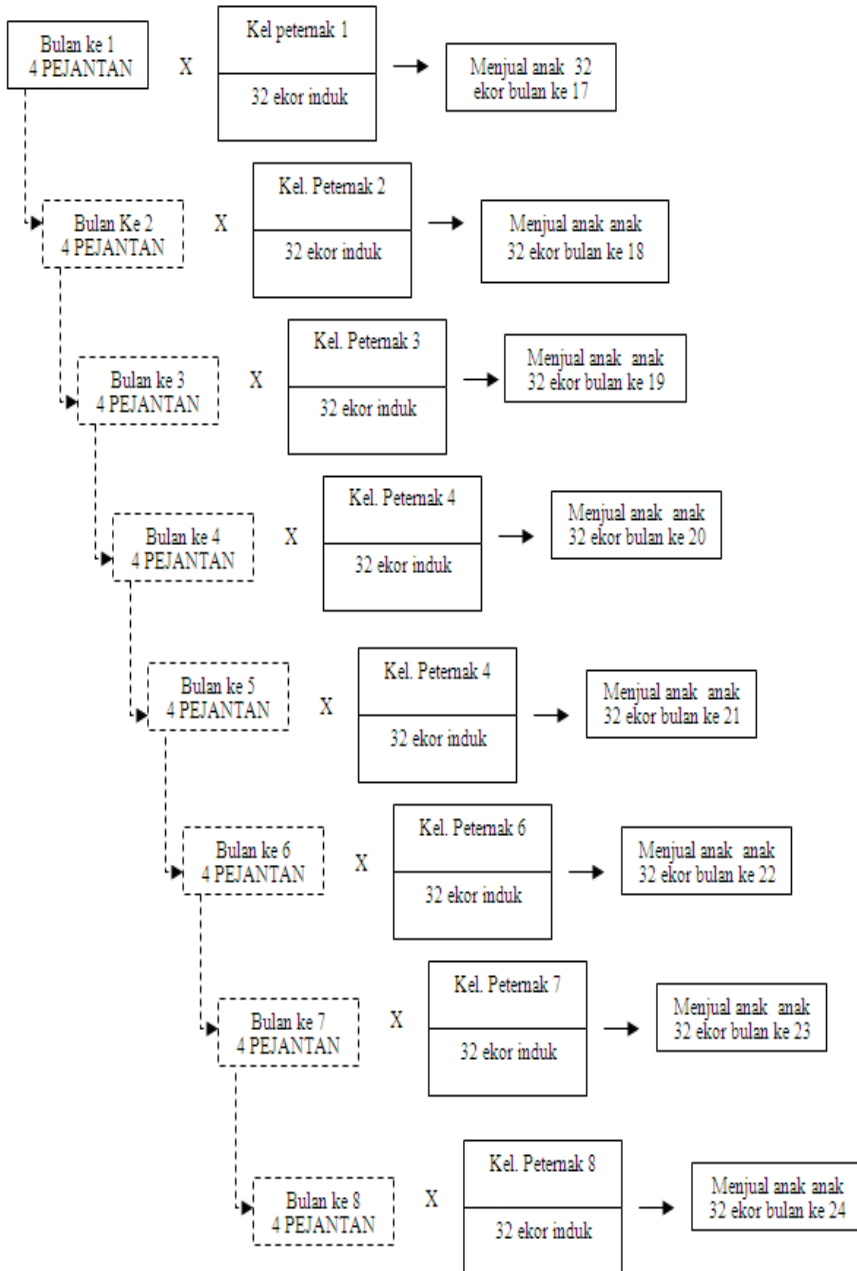 Bulan ke 1
4 PEJANTAN
X
Kel peternak 1
32 ekor induk
Menjual anak 32
ekor bulan ke 17
Bulan Ke 2
4 PEJANTAN
X
Kel. Peternak 2
32 ekor induk
Menjual anak anak
32 ekor bulan ke 18
Bulan ke 3
4 PEJANTAN
X
Kel. Peternak 3
32 ekor induk
Menjual anak anak
32 ekor bulan ke 19
Bulan ke 4
4 PEJANTAN
X
Kel. Peternak 4
32 ekor induk
Menjual anak anak
32 ekor bulan ke 20
Bulan ke 5
4 PEJANTAN
X
Kel. Peternak 4
32 ekor induk
Menjual anak anak
32 ekor bulan ke 21
Bulan ke 6
4 PEJANTAN
X
Kel. Peternak 6
32 ekor induk
Menjual anak anak
32 ekor bulan ke 22
Bulan ke 7
4 PEJANTAN
X
Kel. Peternak 7
32 ekor induk
Menjual anak anak
32 ekor bulan ke 23
Bulan ke 8
4 PEJANTAN
X
Kel. Peternak 8
32 ekor induk
Menjual anak anak
32 ekor bulan ke 24